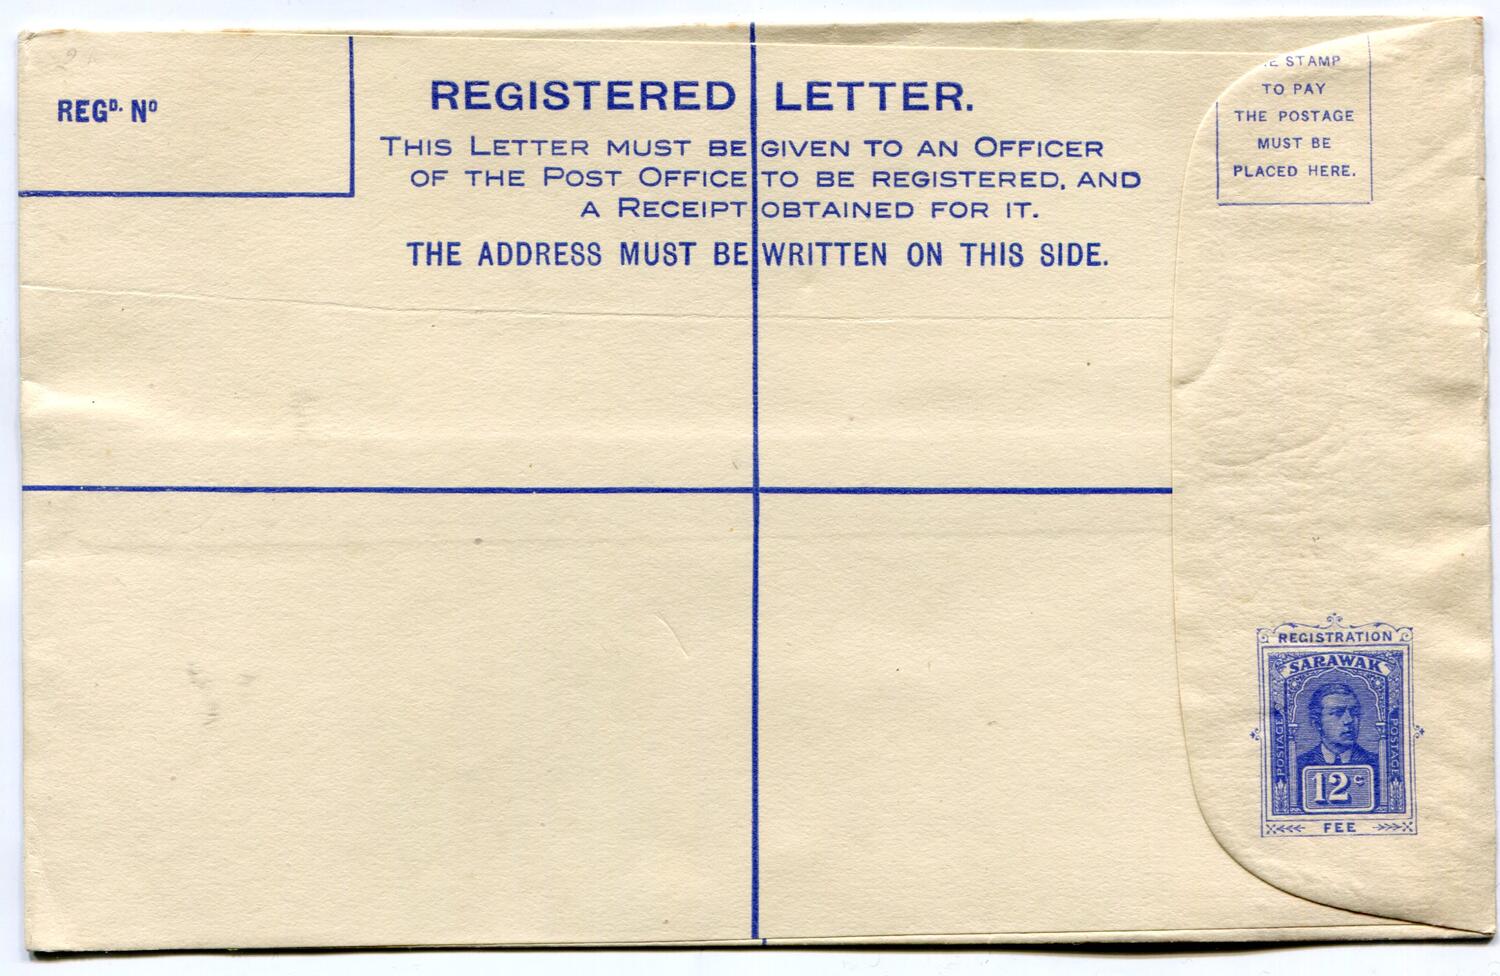 REGD. No
REGISTERED LETTER.
THIS LETTER MUST BE GIVEN TO AN OFFICER
OF THE POST OFFICE TO BE REGISTERED, AND
A RECEIPT OBTAINED FOR IT.
THE ADDRESS MUST BE WRITTEN ON THIS SIDE.
STAMP
TO PAY
THE POSTAGE
MUST BE
PLACED HERE.
REGISTRATION
SARAWAK
POSTAGE
POSTAGE
12c
FEE